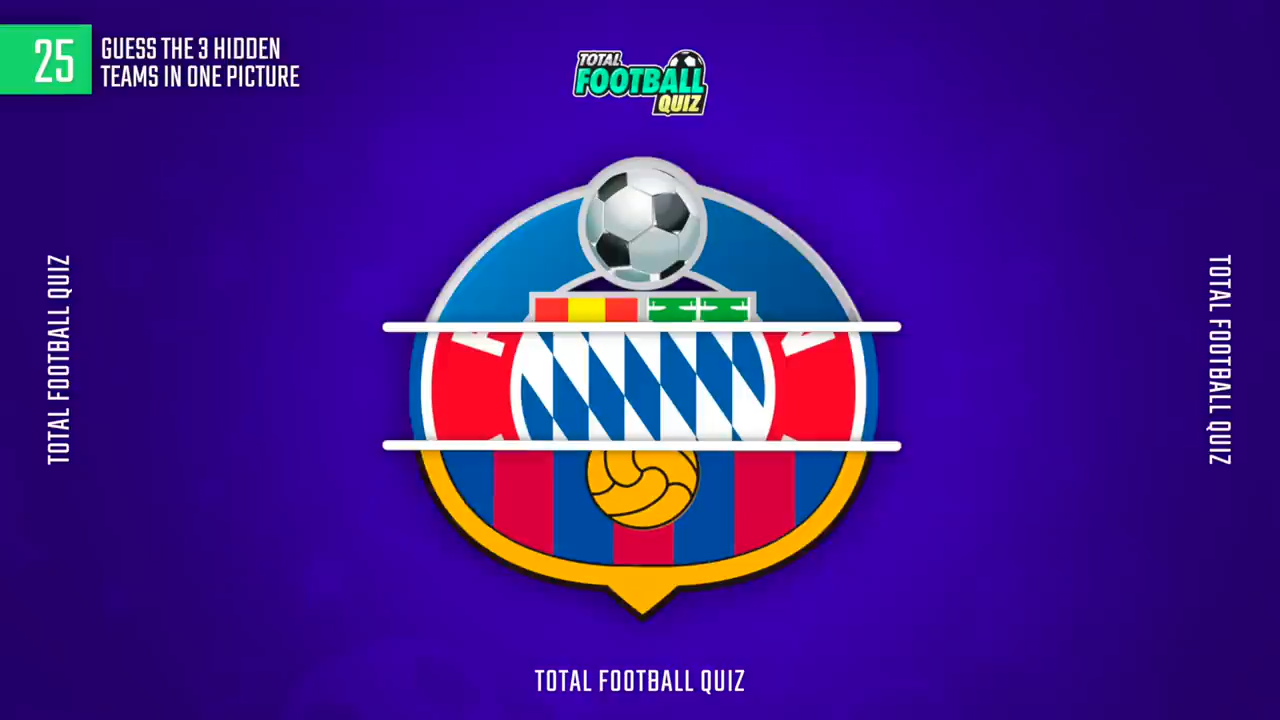 25
GUESS THE 3 HIDDEN
TEAMS IN ONE PICTURE
TOTAL
FOOTBALL
QUIZ
TOTAL FOOTBALL QUIZ
TOTAL FOOTBALL QUIZ
TOTAL FOOTBALL QUIZ